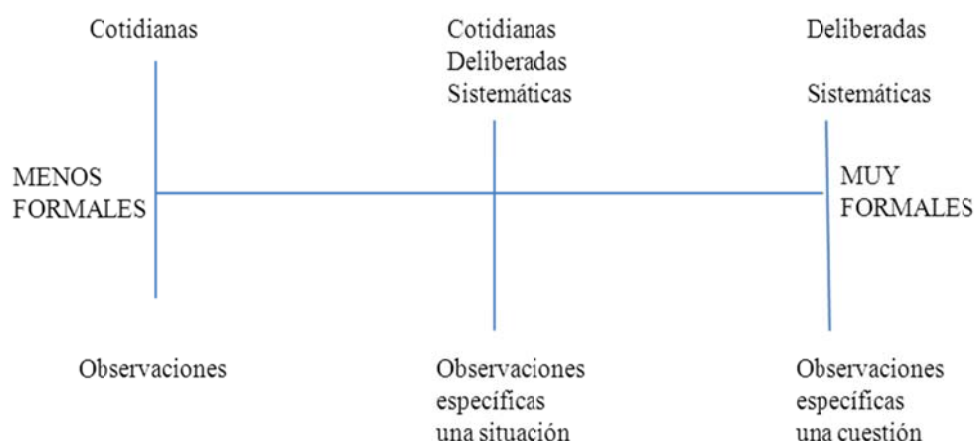 Cotidianas
Cotidianas
Deliberadas
Sistemáticas
Deliberadas
Sistemáticas
MENOS
FORMALES
MUY
FORMALES
Observaciones
Observaciones
específicas
una situación
Observaciones
específicas
una cuestión